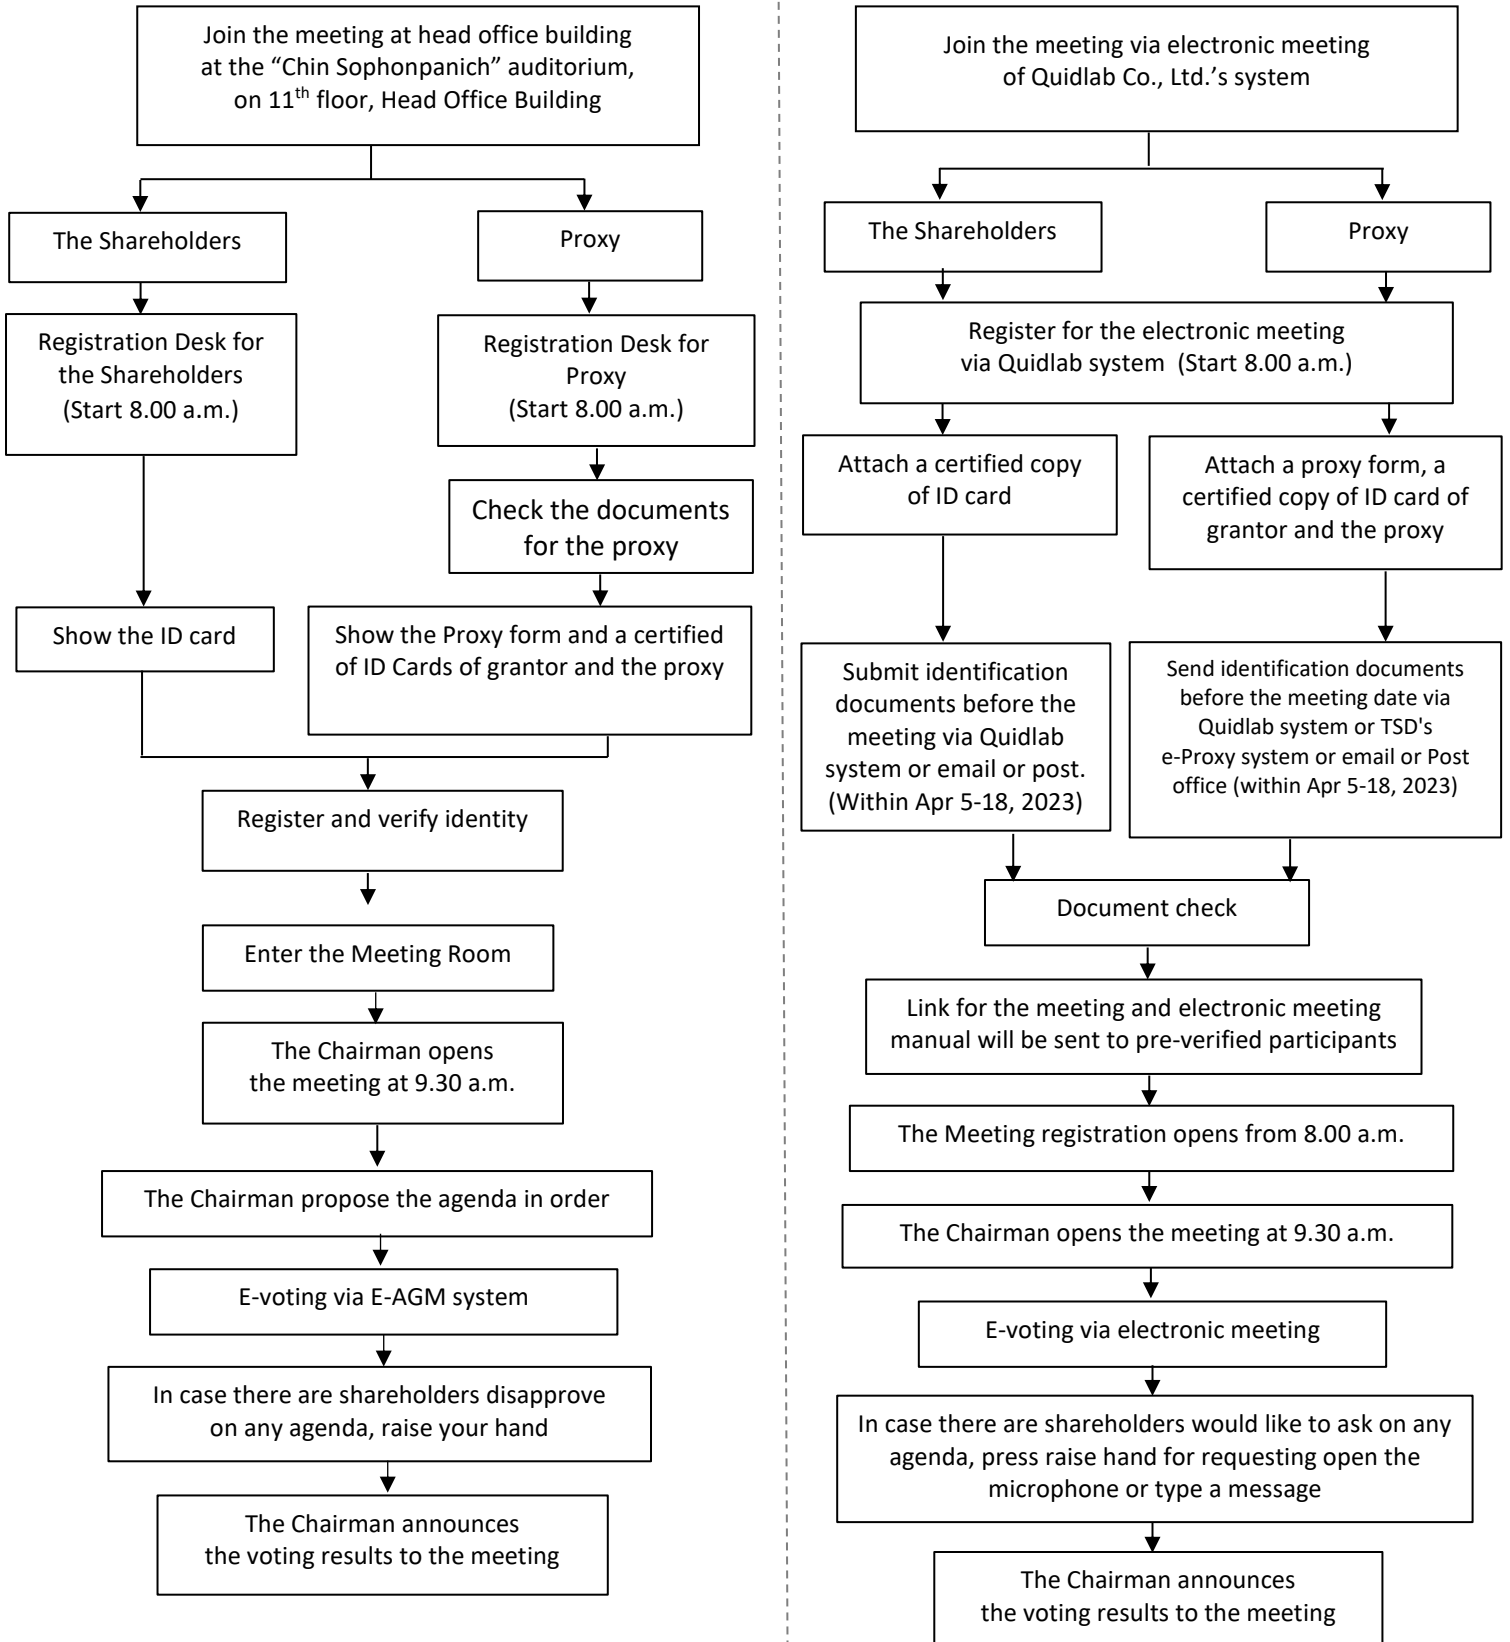 Join the meeting at head office building
at the “Chin Sophonpanich” auditorium,
on 11th floor, Head Office Building
The Shareholders
Proxy
Registration Desk for
the Shareholders
(Start 8.00 a.m.)
Registration Desk for
Proxy
(Start 8.00 a.m.)
Check the documents
for the proxy
Show the ID card
Show the Proxy form and a certified
of ID Cards of grantor and the proxy
Register and verify identity
Enter the Meeting Room
The Chairman opens
the meeting at 9.30 a.m.
The Chairman propose the agenda in order
E-voting via E-AGM system
In case there are shareholders disapprove
on any agenda, raise your hand
The Chairman announces
the voting results to the meeting
Join the meeting via electronic meeting
of Quidlab Co., Ltd.’s system
The Shareholders
Proxy
Register for the electronic meeting
via Quidlab system (Start 8.00 a.m.)
Attach a certified copy
of ID card
Attach a proxy form, a
certified copy of ID card of
grantor and the proxy
Submit identification
documents before the
meeting via Quidlab
system or email or post.
(Within Apr 5-18, 2023)
Send identification documents
before the meeting date via
Quidlab system or TSD's
e-Proxy system or email or Post
office (within Apr 5-18, 2023)
Document check
Link for the meeting and electronic meeting
manual will be sent to pre-verified participants
The Meeting registration opens from 8.00 a.m.
The Chairman opens the meeting at 9.30 a.m.
E-voting via electronic meeting
In case there are shareholders would like to ask on any
agenda, press raise hand for requesting open the
microphone or type a message
The Chairman announces
the voting results to the meeting